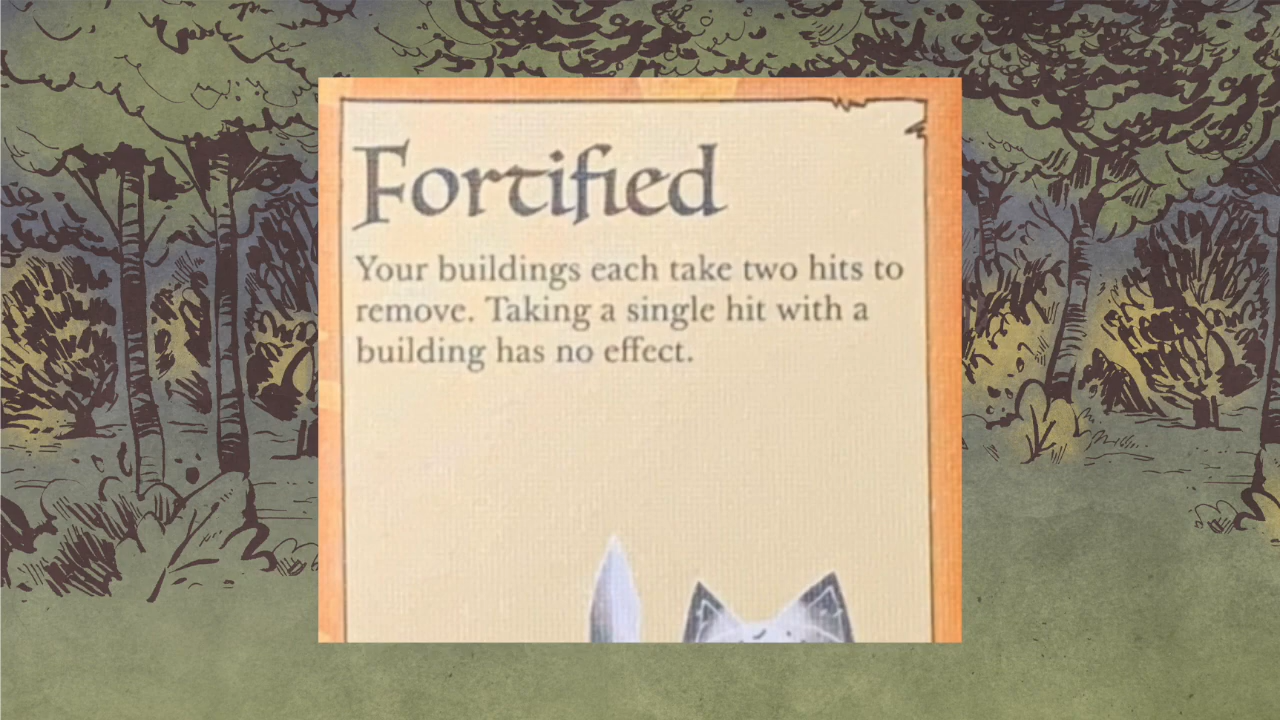 Fortified
Your buildings each take two hits to
remove. Taking a single hit with a
building has no effect.